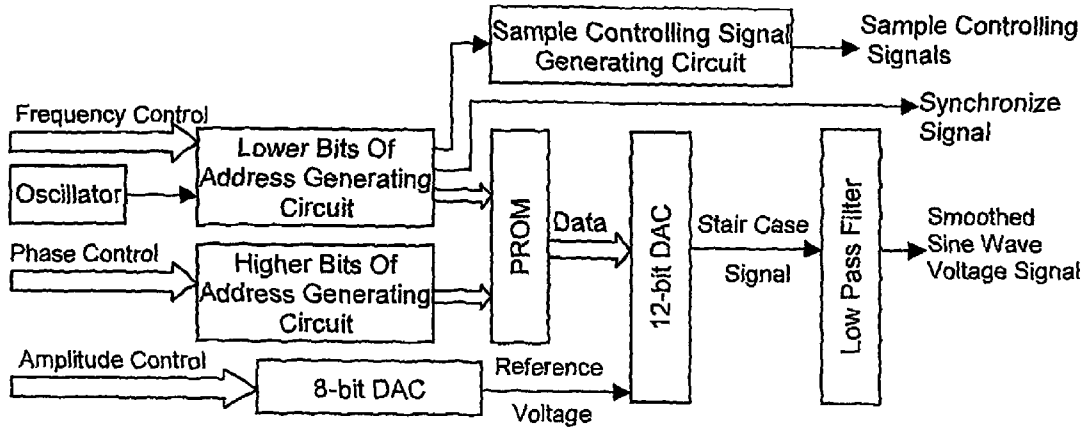 Sample Controlling Signal
Generating Circuit
Sample Controlling
Signals
Frequency Control
Synchronize
Signal
Lower Bits Of
Address Generating
Circuit
Oscillator
PROM
Data
12-bit DAC
Stair Case
Signal
Low Pass Filter
Smoothed
Sine Wave
Voltage Signal
Phase Control
Higher Bits Of
Address Generating
Circuit
Amplitude Control
8-bit DAC
Reference
Voltage